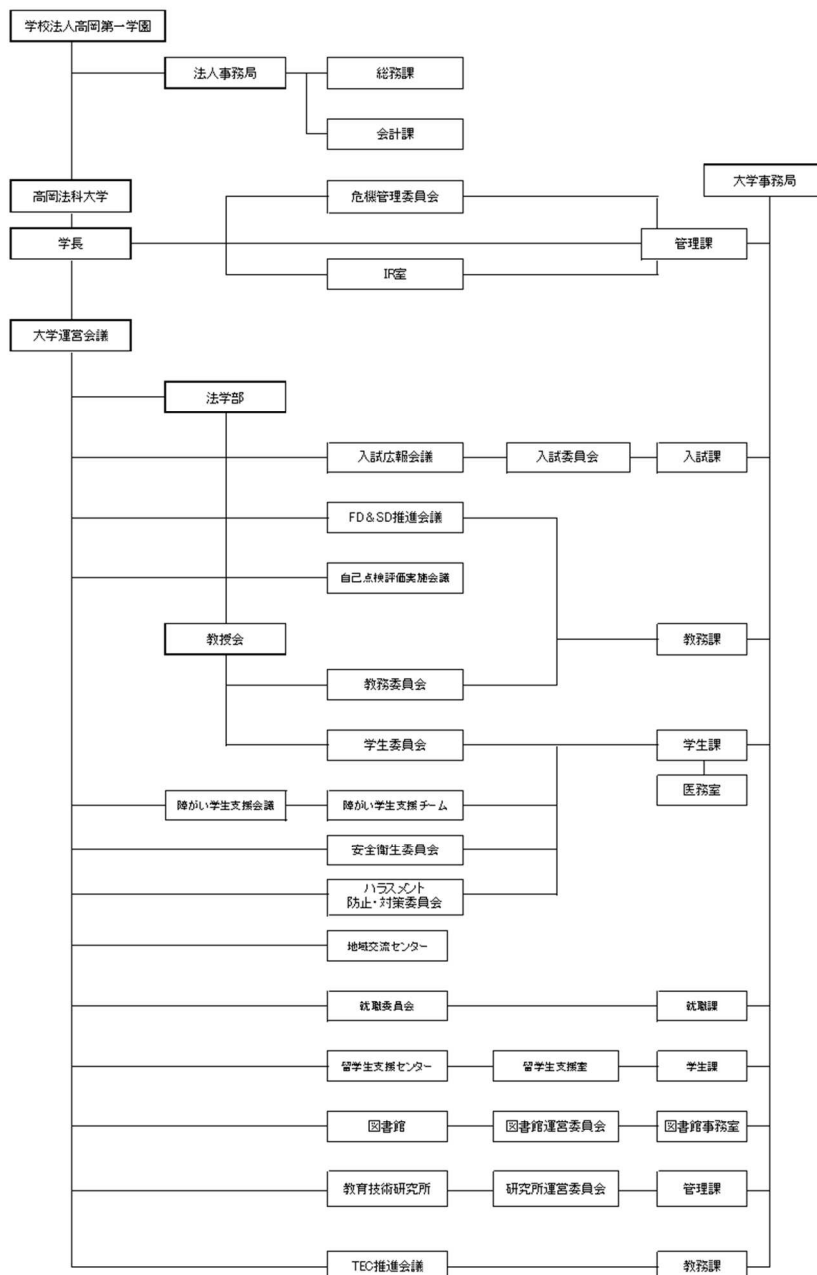 学校法人高岡第一学園
法人事務局
総務課
会計課
大学事務局
高岡法科大学
危機管理委員会
学長
管理課
IR室
大学運営会議
法学部
入試広報会議
入試委員会
入試課
FD&SD推進会議
自己点検評価実施会議
教授会
教務課
教務委員会
学生委員会
学生課
医務室
障がい学生支援会議
障がい学生支援チーム
安全衛生委員会
ハラスメント
防止・対策委員会
地域交流センター
就職委員会
就職課
留学生支援センター
留学生支援室
学生課
図書館
図書館運営委員会
図書館事務室
教育技術研究所
研究所運営委員会
管理課
TEC推進会議
教務課